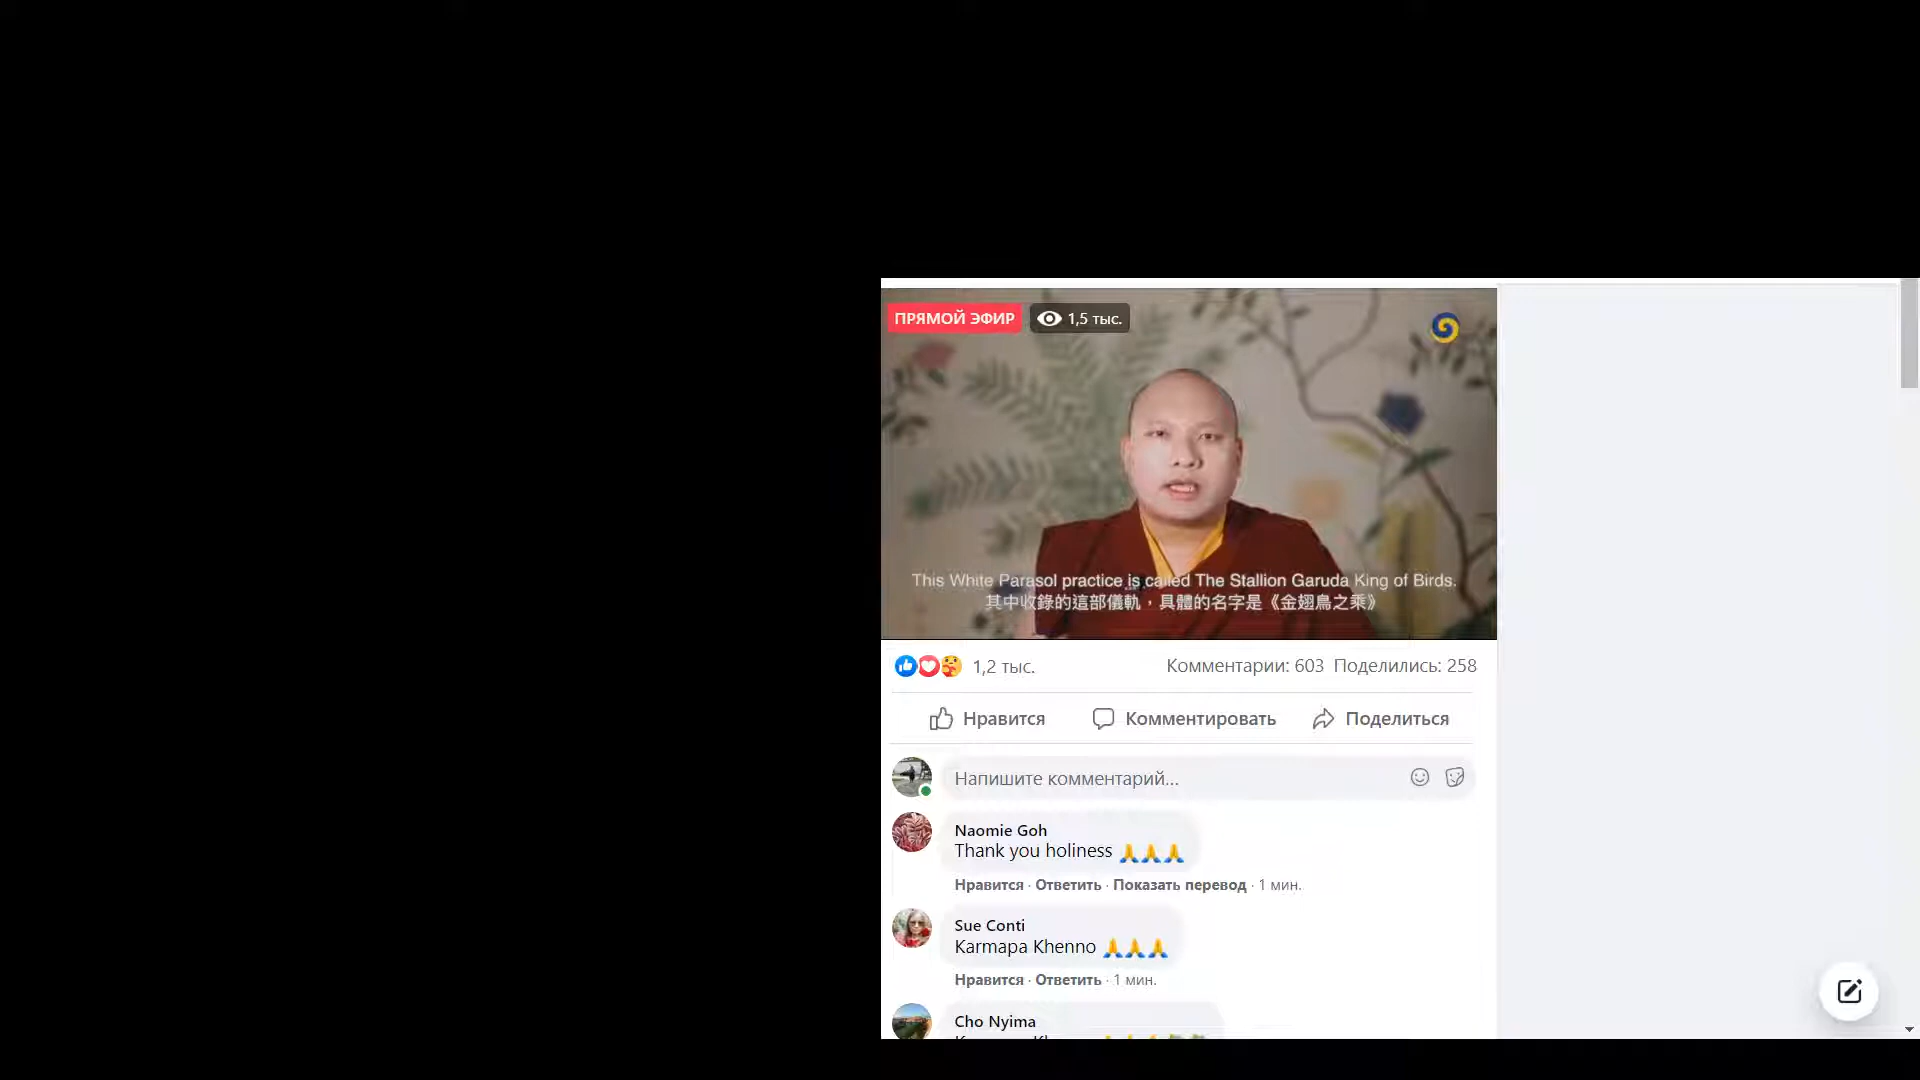 ПРЯМОЙ ЭФИР 1,5 тыс.
This White Parasol practice is called The Stallion Garuda King of Birds.
其中收錄的這部儀軌，具體的名字是《金翅鳥之乘》
1,2 тыс. Комментарии: 603 Поделились: 258
Нравится Комментировать Поделиться
Напишите комментарий...
Naomie Goh
Thank you holiness 🙏🙏🙏
Нравится · Ответить · Показать перевод · 1 мин.
Sue Conti
Karmapa Khenno 🙏🙏🙏
Нравится · Ответить · 1 мин.
Cho Nyima